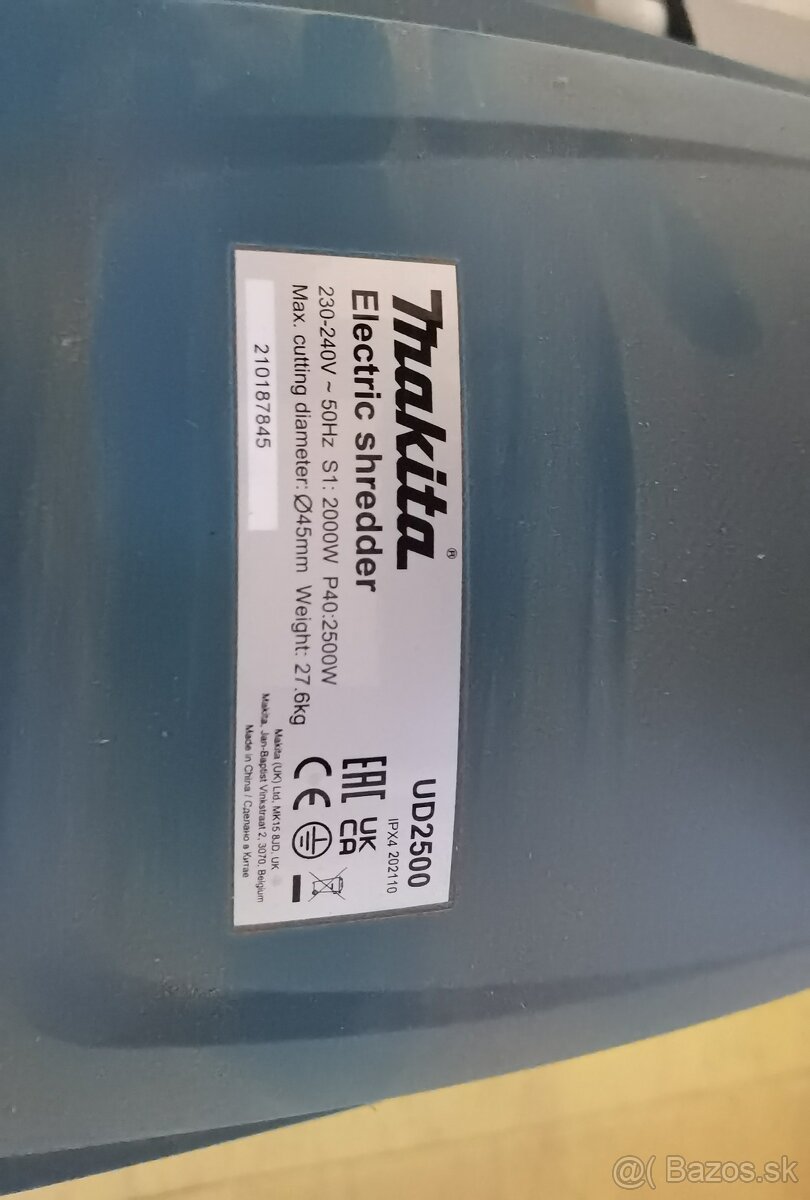 makita®
UD2500
Electric shredder
IPX4 202110
230-240V ~ 50Hz S1: 2000W P40:2500W
Max. cutting diameter: Ø45mm Weight: 27.6kg
210187845
EAC
UK
CA
CE
Makita (UK) Ltd, MK15 8JD, UK
Makita, Jan-Baptist Vinkstraat 2, 3070, Belgium
Made in China / Сделано в Китае
@( Bazos.sk